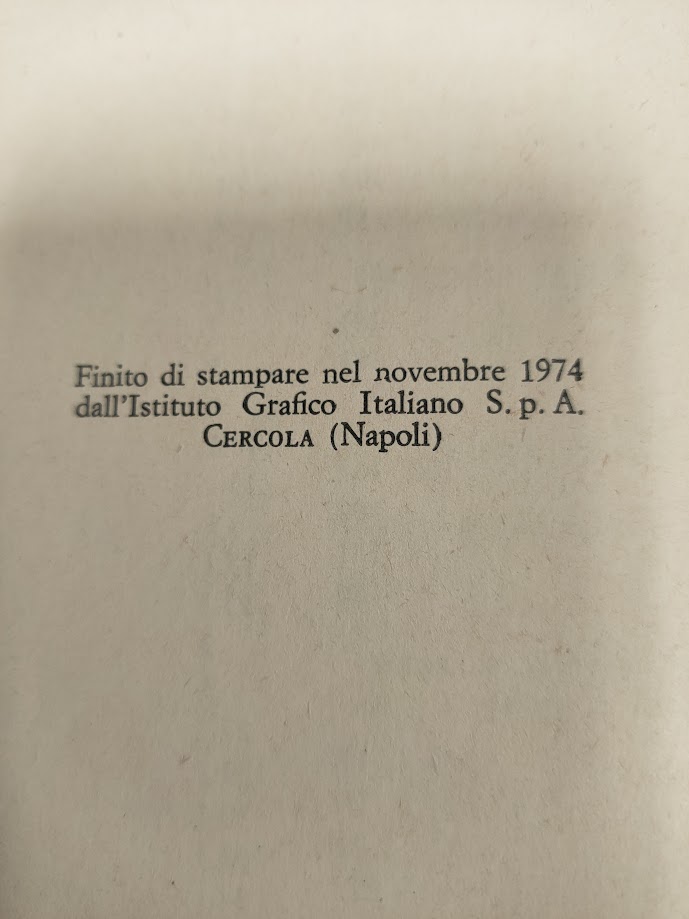 Finito di stampare nel novembre 1974
dall'Istituto Grafico Italiano S. p. A.
CERCOLA (Napoli)